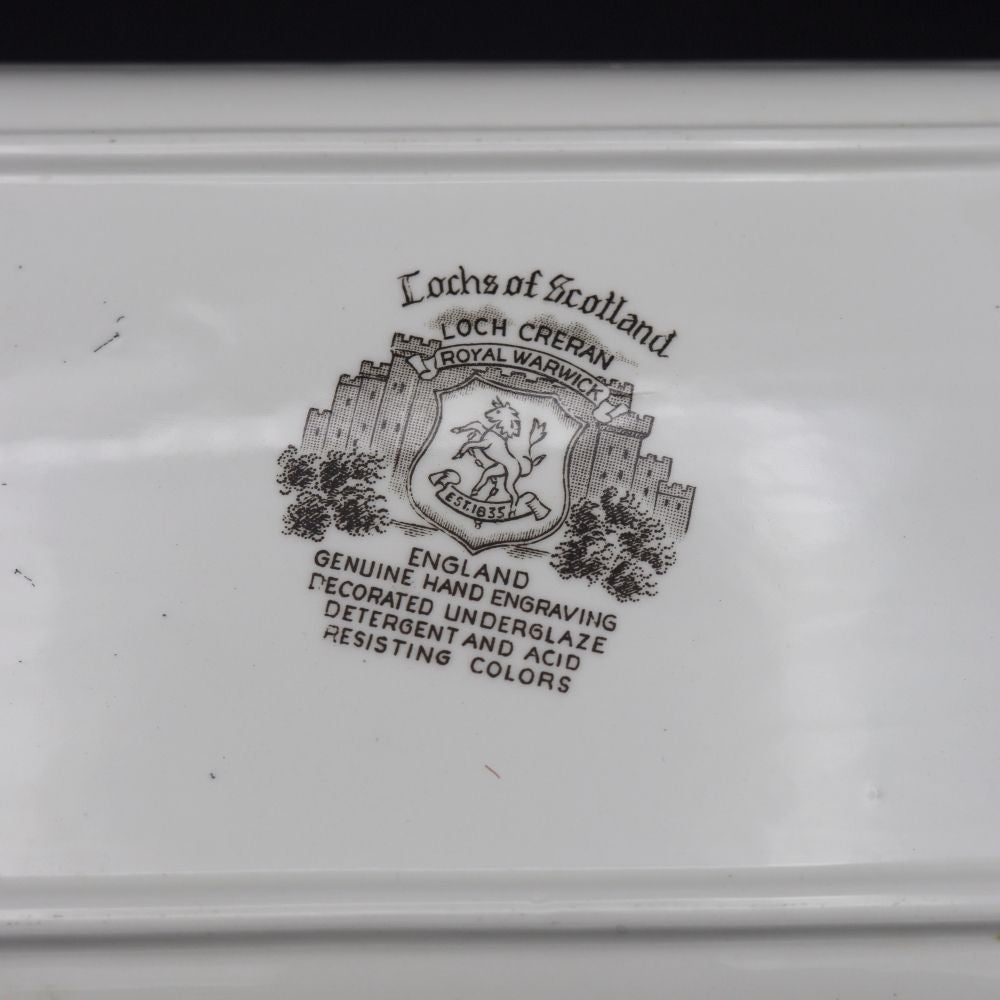 Lochs of Scotland
LOCH CRERAN
ROYAL WARWICK
EST. 1835
ENGLAND
GENUINE HAND ENGRAVING
DECORATED UNDERGLAZE
DETERGENT AND ACID
RESISTING COLORS